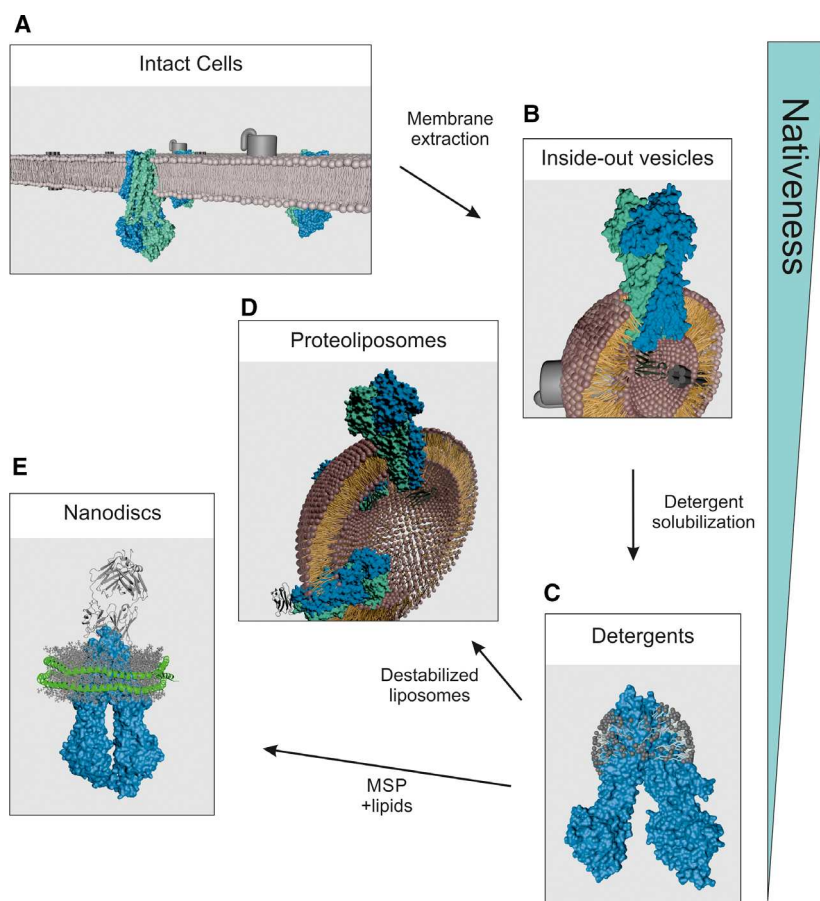 A
Intact Cells
Membrane
extraction
B
Inside-out vesicles
Nativeness
D
Proteoliposomes
E
Nanodiscs
Detergent
solubilization
C
Detergents
Destabilized
liposomes
MSP
+lipids